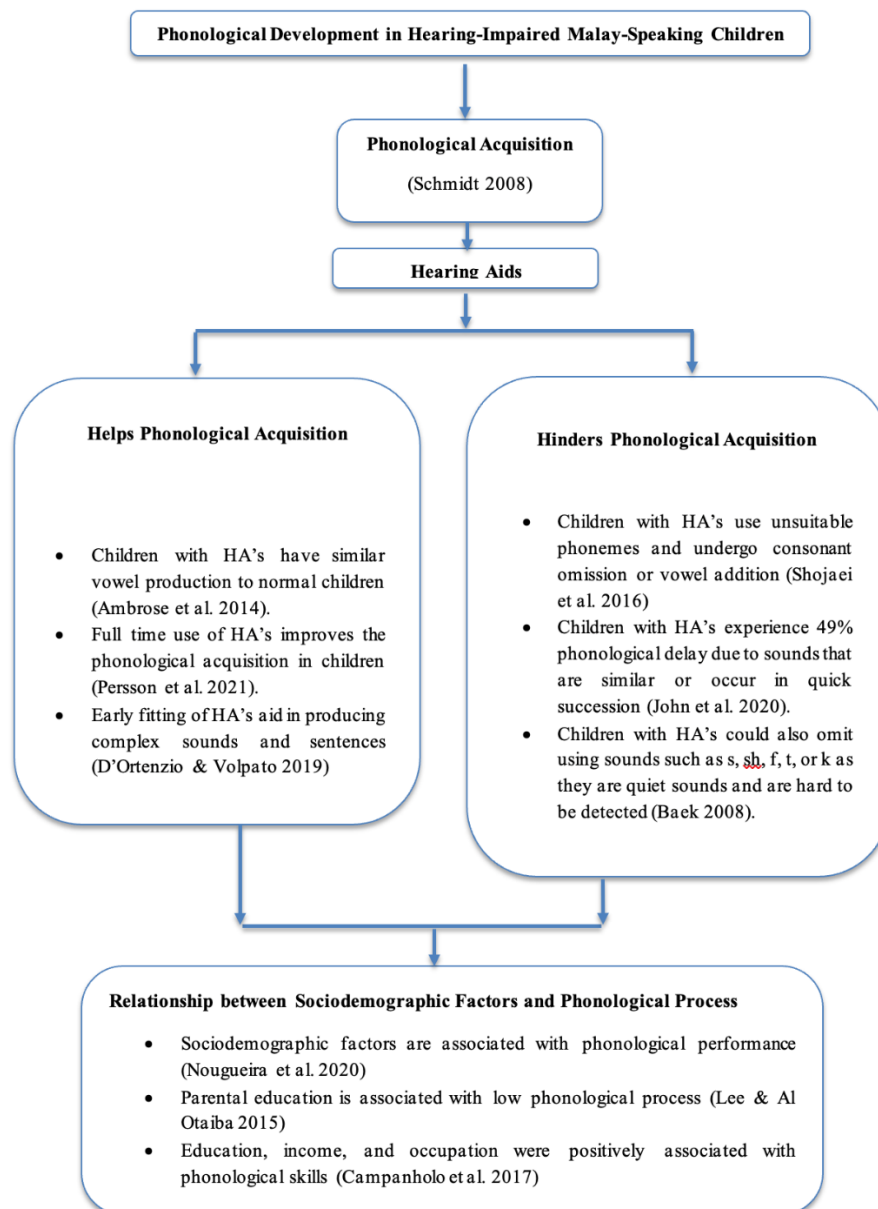 Phonological Development in Hearing-Impaired Malay-Speaking Children
Phonological Acquisition
(Schmidt 2008)
Hearing Aids
Helps Phonological Acquisition
• Children with HA's have similar
vowel production to normal children
(Ambrose et al. 2014).
• Full time use of HA's improves the
phonological acquisition in children
(Persson et al. 2021).
• Early fitting of HA's aid in producing
complex sounds and sentences
(D'Ortenzio & Volpato 2019)
Hinders Phonological Acquisition
• Children with HA's use unsuitable
phonemes and undergo consonant
omission or vowel addition (Shojaei
et al. 2016)
• Children with HA's experience 49%
phonological delay due to sounds that
are similar or occur in quick
succession (John et al. 2020).
• Children with HA's could also omit
using sounds such as s, sh, f, t, or k as
they are quiet sounds and are hard to
be detected (Baek 2008).
Relationship between Sociodemographic Factors and Phonological Process
• Sociodemographic factors are associated with phonological performance
(Nougueira et al. 2020)
• Parental education is associated with low phonological process (Lee & Al
Otaiba 2015)
• Education, income, and occupation were positively associated with
phonological skills (Campanholo et al. 2017)